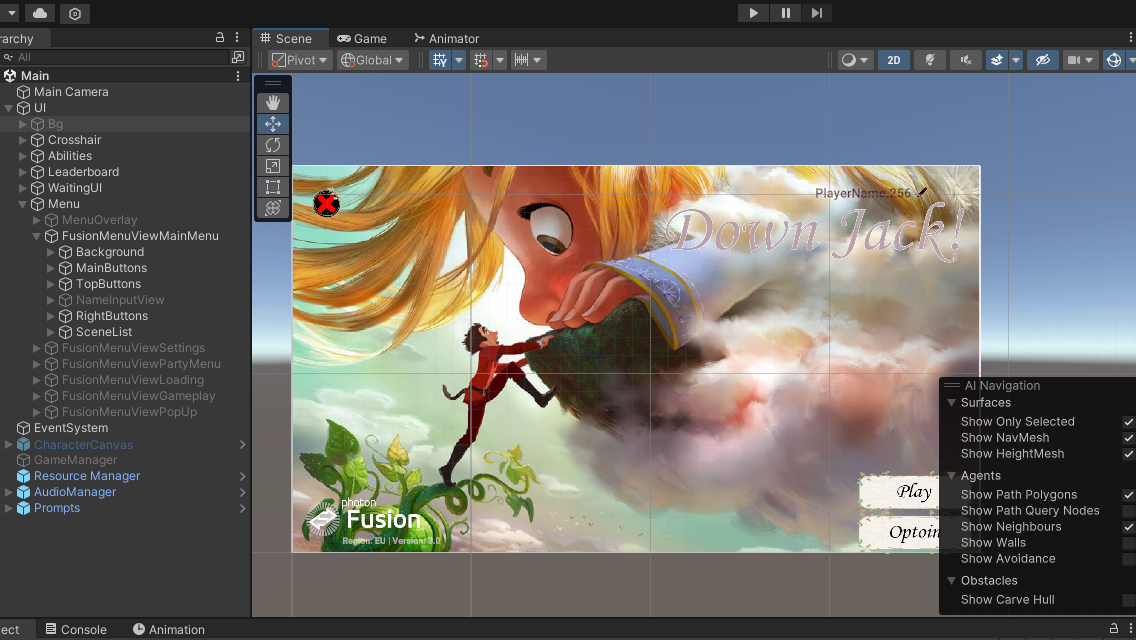 rarchy
Scene
Game
Animator
All
Pivot
Global
2D
Main
Main Camera
UI
Bg
Crosshair
Abilities
Leaderboard
WaitingUI
Menu
MenuOverlay
FusionMenuViewMainMenu
Background
MainButtons
TopButtons
NameInputView
RightButtons
SceneList
FusionMenuViewSettings
FusionMenuViewPartyMenu
FusionMenuViewLoading
FusionMenuViewGameplay
FusionMenuViewPopUp
EventSystem
CharacterCanvas
GameManager
Resource Manager
AudioManager
Prompts
PlayerName.256
Down Jack!
Play
Optoin
photon
Fusion
Region: EU | Version: 3.0
AI Navigation
Surfaces
Show Only Selected
Show NavMesh
Show HeightMesh
Agents
Show Path Polygons
Show Path Query Nodes
Show Neighbours
Show Walls
Show Avoidance
Obstacles
Show Carve Hull
ect
Console
Animation